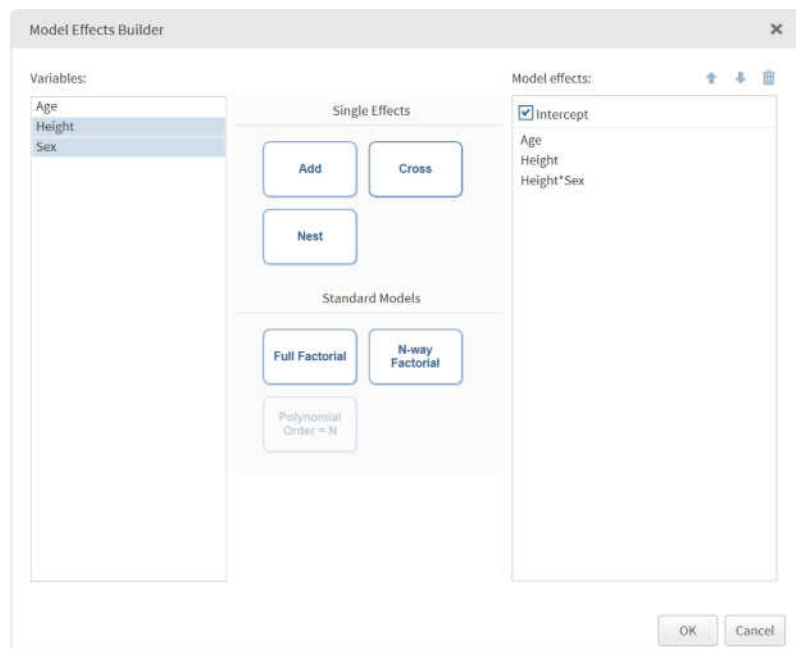 Model Effects Builder
Variables:
Age
Height
Sex
Single Effects
Add
Cross
Nest
Standard Models
Full Factorial
N-way
Factorial
Polynomial
Order = N
Model effects:
Intercept
Age
Height
Height*Sex
OK
Cancel